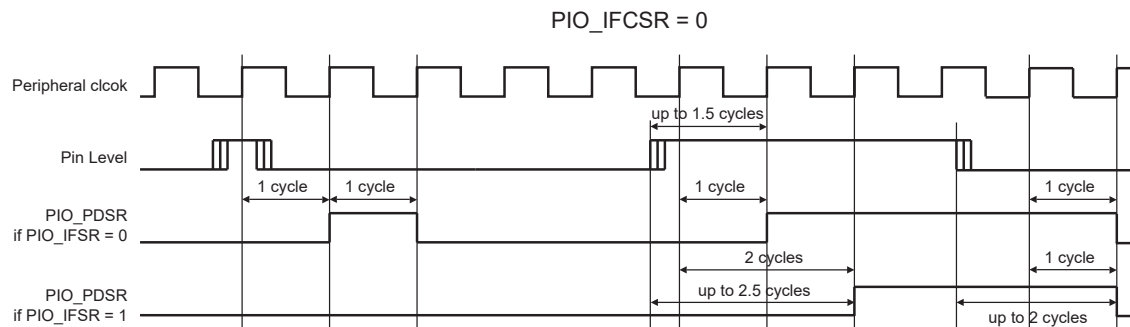 PIO_IFCSR = 0
Peripheral clcok
up to 1.5 cycles
Pin Level
1 cycle
1 cycle
1 cycle
1 cycle
PIO_PDSR
if PIO_IFSR = 0
2 cycles
1 cycle
up to 2.5 cycles
PIO_PDSR
if PIO_IFSR = 1
up to 2 cycles